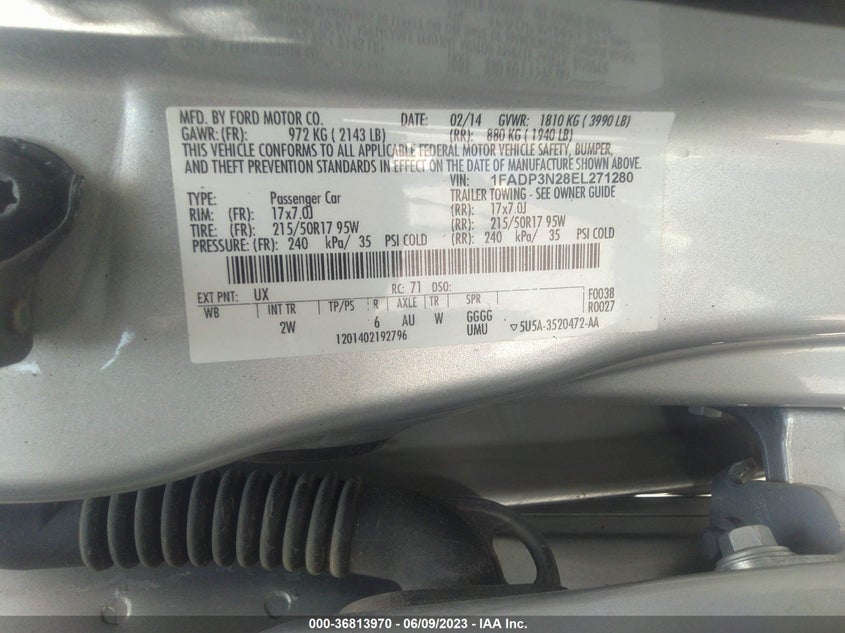 MFD. BY FORD MOTOR CO. DATE: 02/14 GVWR: 1810 KG ( 3990 LB)
GAWR: (FR): 972 KG ( 2143 LB) (RR): 880 KG ( 1940 LB)
THIS VEHICLE CONFORMS TO ALL APPLICABLE FEDERAL MOTOR VEHICLE SAFETY, BUMPER,
AND THEFT PREVENTION STANDARDS IN EFFECT ON THE DATE OF MANUFACTURE SHOWN ABOVE.
VIN: 1FADP3N28EL271280
TYPE: Passenger Car TRAILER TOWING - SEE OWNER GUIDE
RIM: (FR): 17x7.0J (RR): 17x7.0J
TIRE: (FR): 215/50R17 95W (RR): 215/50R17 95W
PRESSURE: (FR): 240 kPa/ 35 PSI COLD (RR): 240 kPa/ 35 PSI COLD
EXT PNT: UX RC: 71 DSO: F0038
WB INT TR TP/PS R AXLE TR SPR R0027
2W 6 AU W GGGG
UMU ▽5U5A-3520472-AA
1201402192796
000-36813970 - 06/09/2023 - IAA Inc.